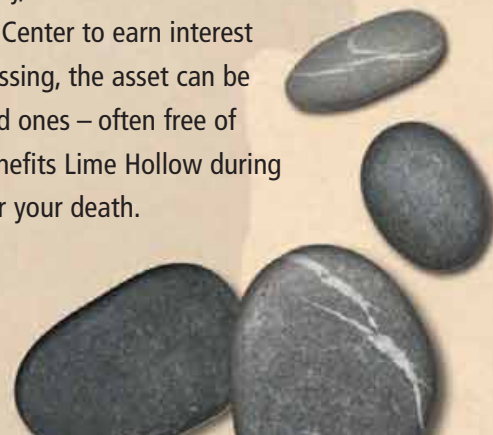 Center to earn interest
ssing, the asset can be
d ones – often free of
nefits Lime Hollow during
r your death.